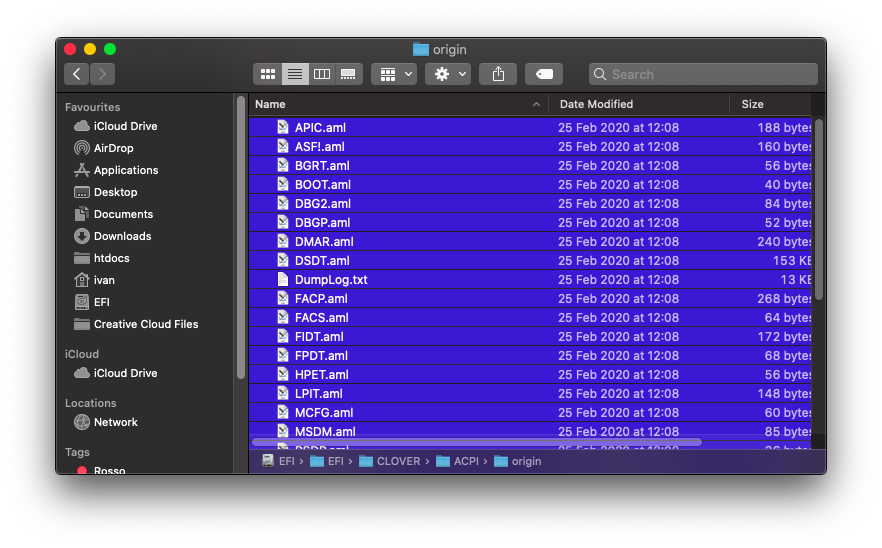 origin
Search
Favourites
iCloud Drive
AirDrop
Applications
Desktop
Documents
Downloads
htdocs
ivan
EFI
Creative Cloud Files
iCloud
iCloud Drive
Locations
Network
Tags
Rosso
Name Date Modified Size
APIC.aml 25 Feb 2020 at 12:08 188 bytes
ASF!.aml 25 Feb 2020 at 12:08 160 bytes
BGRT.aml 25 Feb 2020 at 12:08 56 bytes
BOOT.aml 25 Feb 2020 at 12:08 40 bytes
DBG2.aml 25 Feb 2020 at 12:08 84 bytes
DBGP.aml 25 Feb 2020 at 12:08 52 bytes
DMAR.aml 25 Feb 2020 at 12:08 240 bytes
DSDT.aml 25 Feb 2020 at 12:08 153 KB
DumpLog.txt 25 Feb 2020 at 12:08 13 KB
FACP.aml 25 Feb 2020 at 12:08 268 bytes
FACS.aml 25 Feb 2020 at 12:08 64 bytes
FIDT.aml 25 Feb 2020 at 12:08 172 bytes
FPDT.aml 25 Feb 2020 at 12:08 68 bytes
HPET.aml 25 Feb 2020 at 12:08 56 bytes
LPIT.aml 25 Feb 2020 at 12:08 148 bytes
MCFG.aml 25 Feb 2020 at 12:08 60 bytes
MSDM.aml 25 Feb 2020 at 12:08 85 bytes
EFI › EFI › CLOVER › ACPI › origin